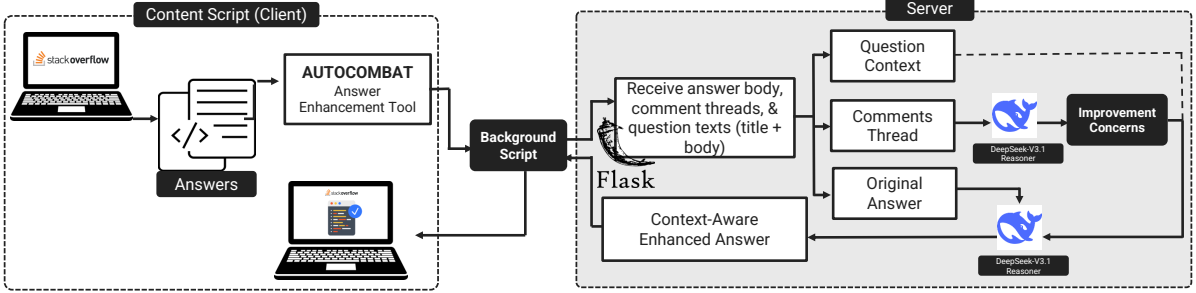 Content Script (Client)
Server
stackoverflow
AUTOCOMBAT
Answer
Enhancement Tool
</>
Answers
stackoverflow
Background
Script
Receive answer body,
comment threads, &
question texts (title +
body)
Flask
Question
Context
Comments
Thread
DeepSeek-V3.1
Reasoner
Improvement
Concerns
Original
Answer
Context-Aware
Enhanced Answer
DeepSeek-V3.1
Reasoner